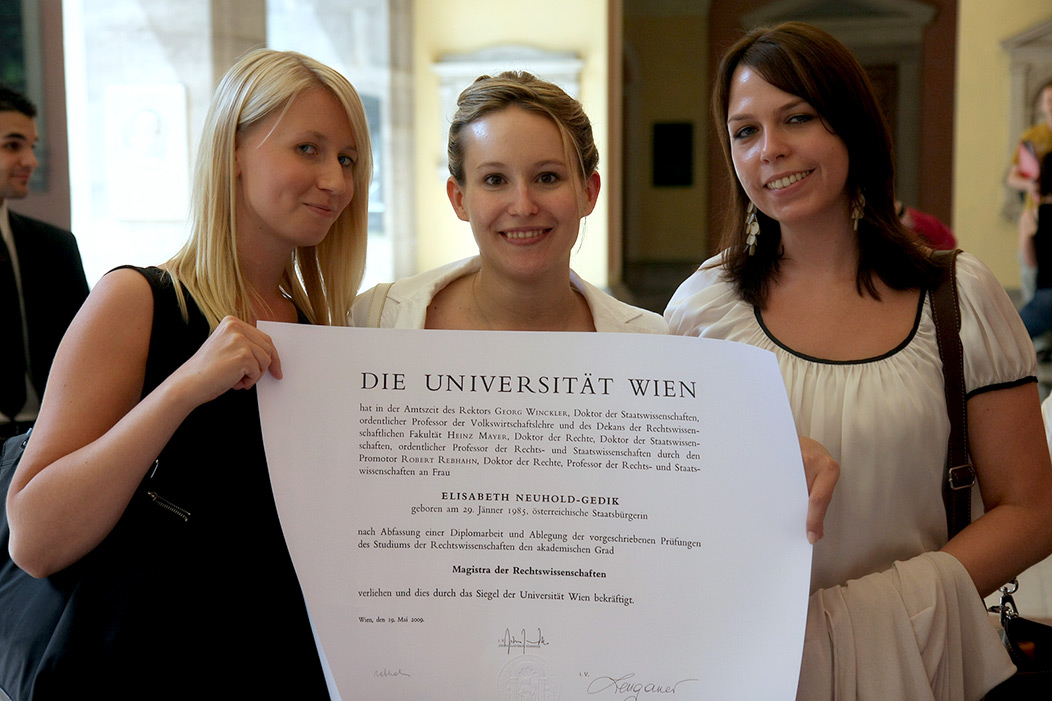 DIE UNIVERSITÄT WIEN
hat in der Amtszeit des Rektors GEORG WINCKLER, Doktor der Staatswissenschaften,
ordentlicher Professor der Volkswirtschaftslehre und des Dekans der Rechtswissen-
schaftlichen Fakultät HEINZ MAYER, Doktor der Rechte, Doktor der Staatswissen-
schaften, ordentlicher Professor der Rechts- und Staatswissenschaften durch den
Promotor ROBERT REBHAHN, Doktor der Rechte, Professor der Rechts- und Staats-
wissenschaften an Frau
ELISABETH NEUHOLD-GEDIK
geboren am 29. Jänner 1985, österreichische Staatsbürgerin
nach Abfassung einer Diplomarbeit und Ablegung der vorgeschriebenen Prüfungen
des Studiums der Rechtswissenschaften den akademischen Grad
Magistra der Rechtswissenschaften
verliehen und dies durch das Siegel der Universität Wien bekräftigt.
Wien, den 19. Mai 2009.
i.V.